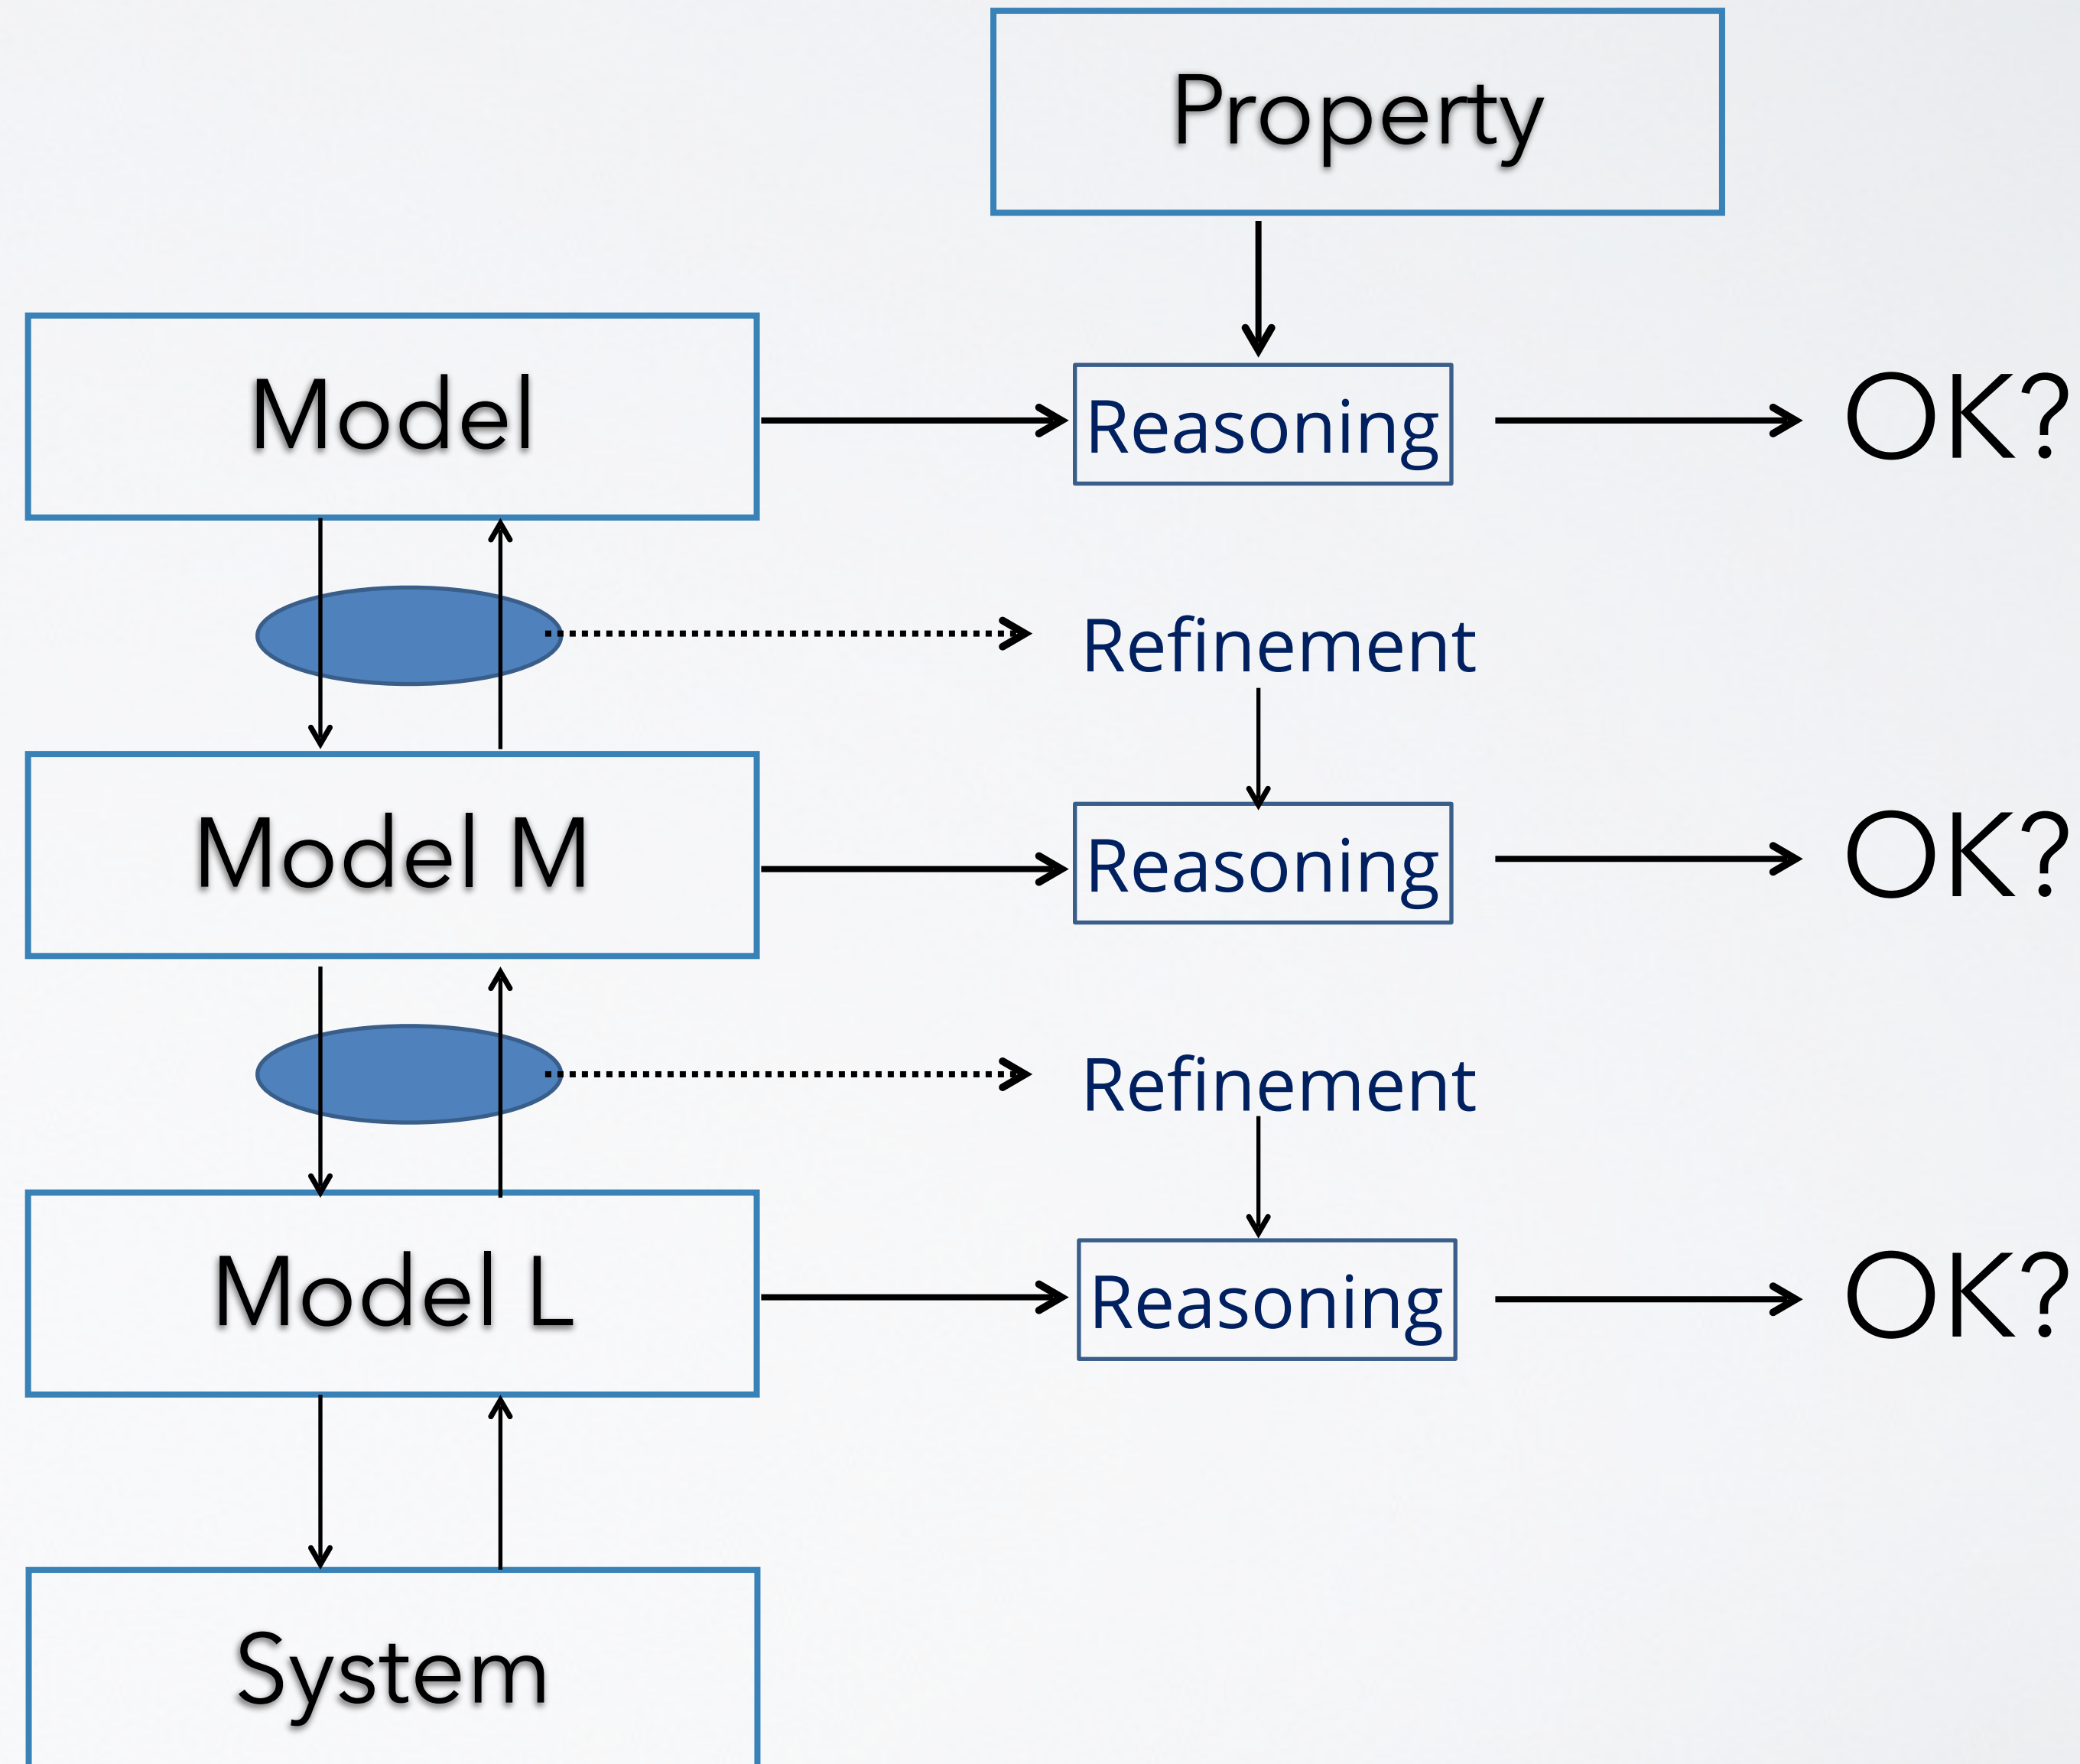 Property
Model
Reasoning
OK?
Refinement
Model M
Reasoning
OK?
Refinement
Model L
Reasoning
OK?
System